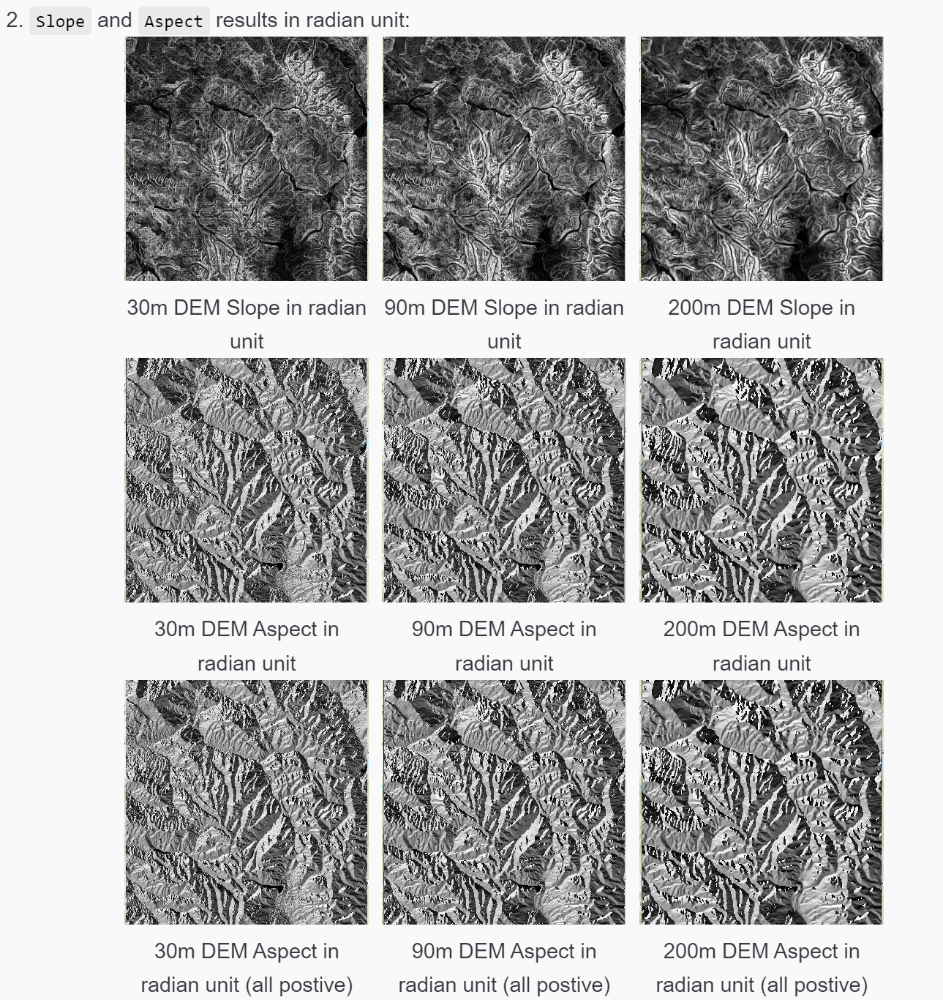 2. Slope and Aspect results in radian unit:
30m DEM Slope in radian
unit
90m DEM Slope in radian
unit
200m DEM Slope in
radian unit
30m DEM Aspect in
radian unit
90m DEM Aspect in
radian unit
200m DEM Aspect in
radian unit
30m DEM Aspect in
radian unit (all postive)
90m DEM Aspect in
radian unit (all postive)
200m DEM Aspect in
radian unit (all postive)